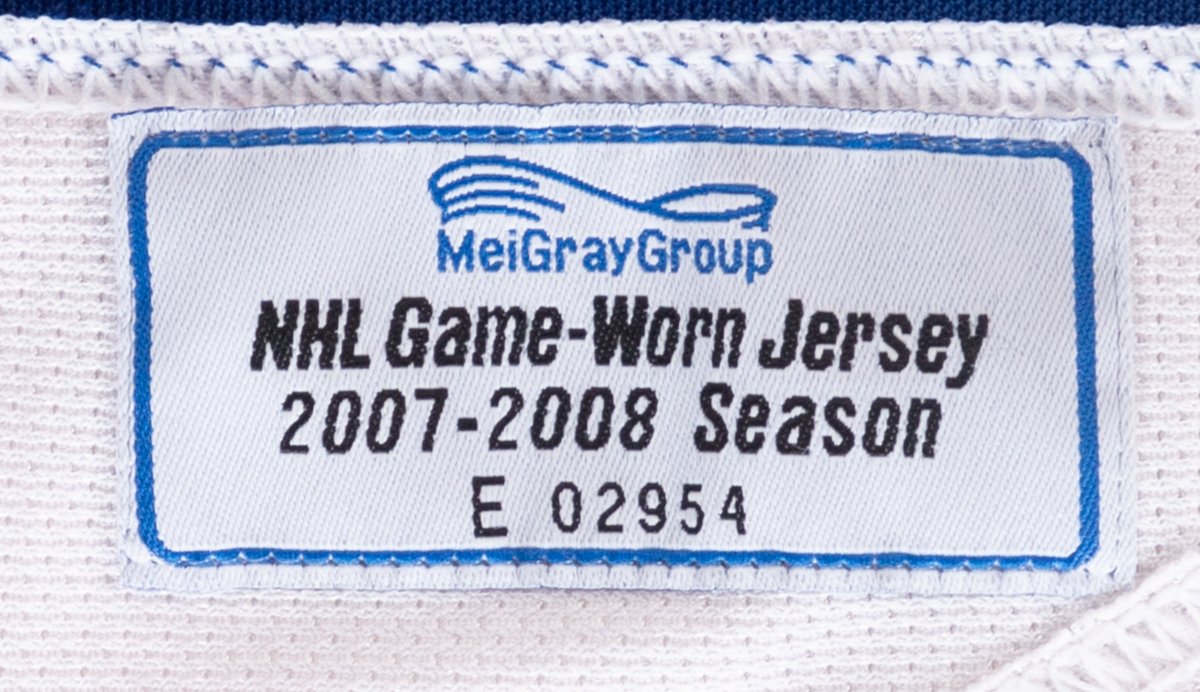 MeiGrayGroup
NHL Game-Worn Jersey
2007-2008 Season
E 02954